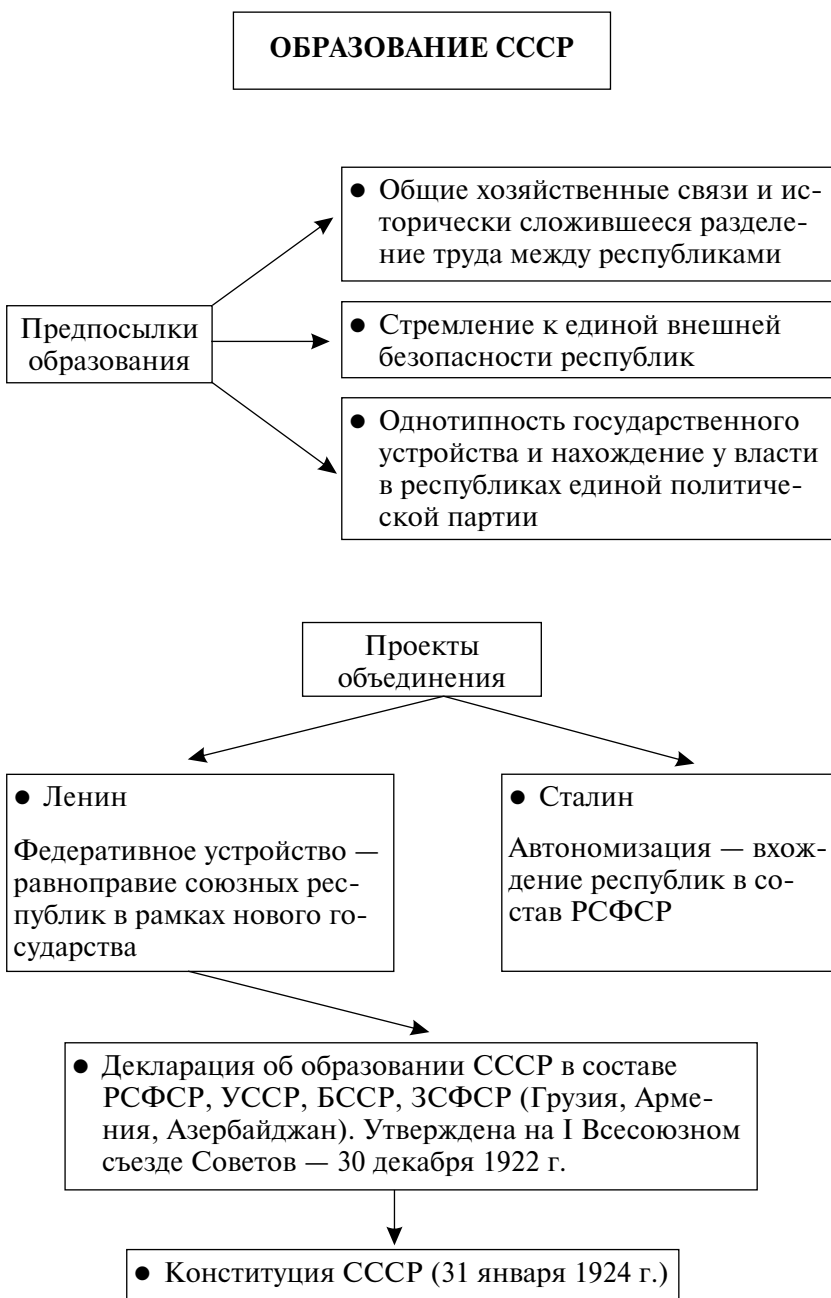 ОБРАЗОВАНИЕ СССР
● Общие хозяйственные связи и ис-
торически сложившееся разделе-
ние труда между республиками
Предпосылки
образования
● Стремление к единой внешней
безопасности республик
● Однотипность государственного
устройства и нахождение у власти
в республиках единой политиче-
ской партии
Проекты
объединения
● Ленин
Федеративное устройство —
равноправие союзных рес-
публик в рамках нового го-
сударства
● Сталин
Автономизация — вхож-
дение республик в со-
став РСФСР
● Декларация об образовании СССР в составе
РСФСР, УССР, БССР, ЗСФСР (Грузия, Арме-
ния, Азербайджан). Утверждена на I Всесоюзном
съезде Советов — 30 декабря 1922 г.
● Конституция СССР (31 января 1924 г.)